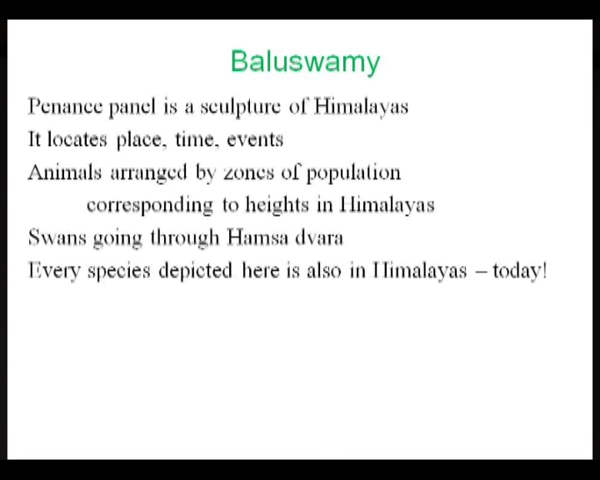 Baluswamy
Penance panel is a sculpture of Himalayas
It locates place, time, events
Animals arranged by zones of population
corresponding to heights in Himalayas
Swans going through Hamsa dvara
Every species depicted here is also in Himalayas – today!